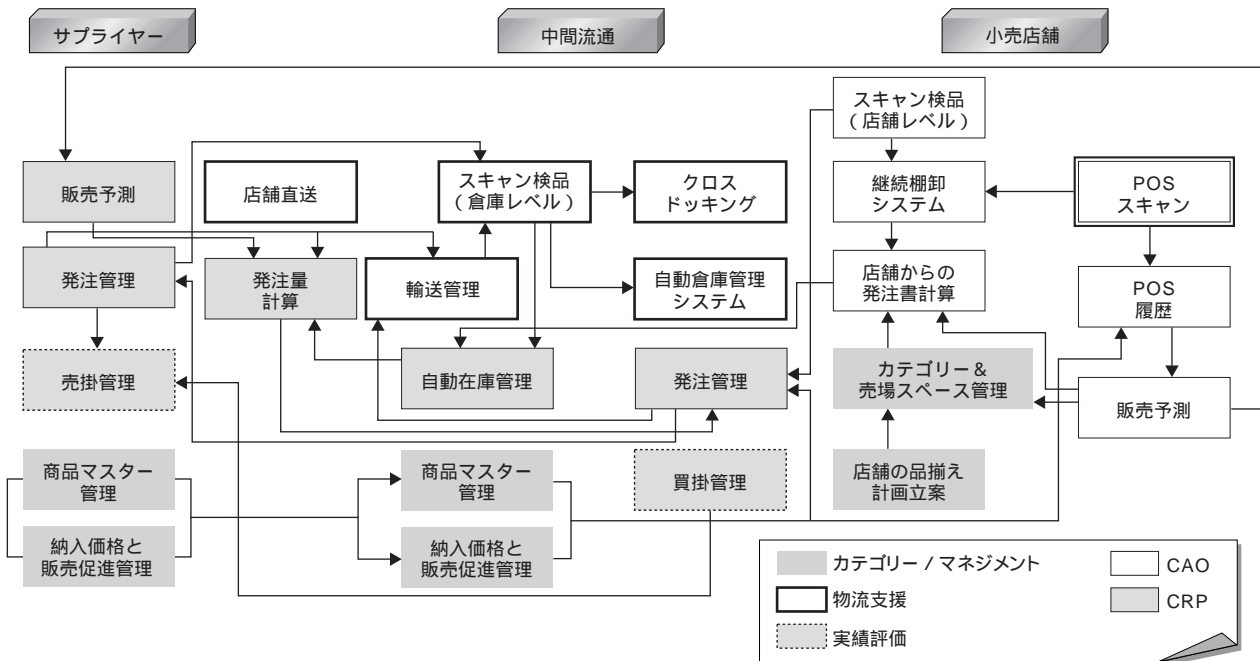 サプライヤー
中間流通
小売店舗
スキャン検品
(店舗レベル)
販売予測
店舗直送
スキャン検品
(倉庫レベル)
クロス
ドッキング
継続棚卸
システム
POS
スキャン
発注管理
発注量
計算
輸送管理
自動倉庫管理
システム
店舗からの
発注書計算
POS
履歴
売掛管理
自動在庫管理
発注管理
カテゴリー&
売場スペース管理
販売予測
商品マスター
管理
商品マスター
管理
買掛管理
店舗の品揃え
計画立案
納入価格と
販売促進管理
納入価格と
販売促進管理
カテゴリー/マネジメント
CAO
物流支援
CRP
実績評価